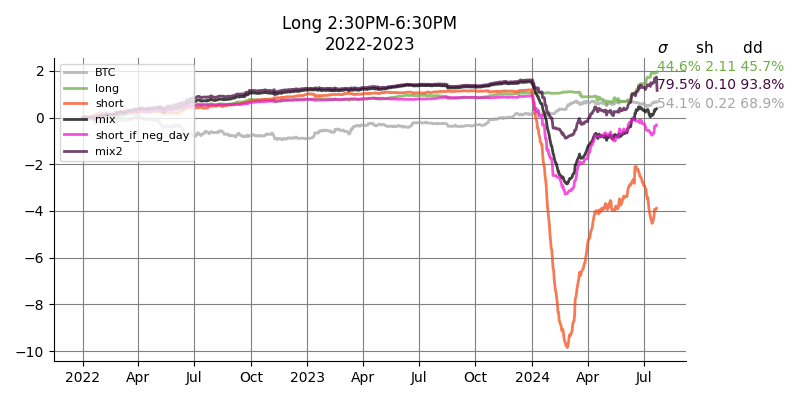 Long 2:30PM-6:30PM
2022-2023
σ sh dd
44.6% 2.11 45.7%
79.5% 0.10 93.8%
54.1% 0.22 68.9%
BTC
long
short
mix
short_if_neg_day
mix2
2
0
−2
−4
−6
−8
−10
2022 Apr Jul Oct 2023 Apr Jul Oct 2024 Apr Jul